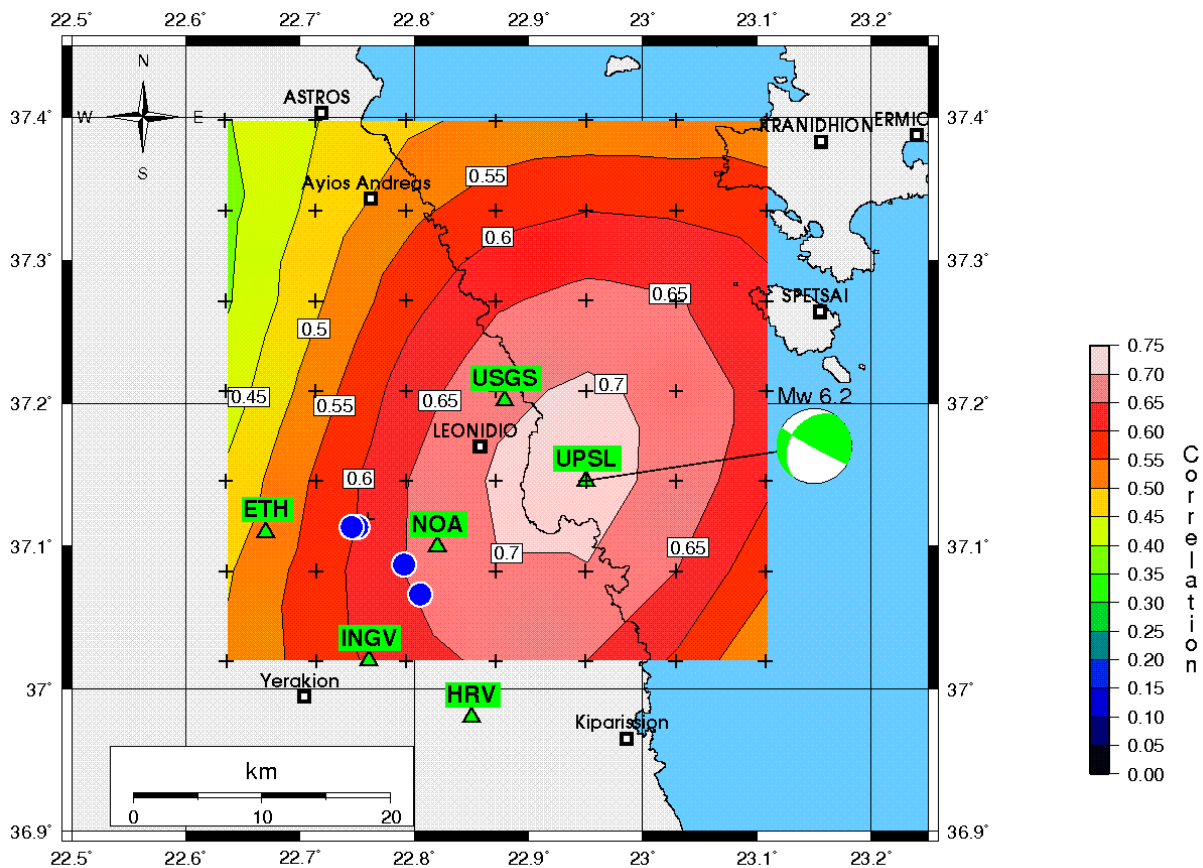 22.5˚ 22.6˚ 22.7˚ 22.8˚ 22.9˚ 23˚ 23.1˚ 23.2˚
N
W E
S
ASTROS
37.4˚ 37.4˚
KRANIDHION ERMIO
0.55
Ayios Andreas
0.6
37.3˚ 37.3˚
0.65
SPETSAI
0.5
USGS
0.7
0.45 0.55 0.65
Mw 6.2
37.2˚ 37.2˚
LEONIDIO
UPSL
0.6
ETH
NOA
37.1˚ 0.7 0.65 37.1˚
INGV
Yerakion
HRV
37˚ 37˚
Kiparission
km
0 10 20
36.9˚ 36.9˚
22.5˚ 22.6˚ 22.7˚ 22.8˚ 22.9˚ 23˚ 23.1˚ 23.2˚
0.75
0.70
0.65
0.60
0.55
0.50
0.45
0.40
0.35
0.30
0.25
0.20
0.15
0.10
0.05
0.00
Correlation